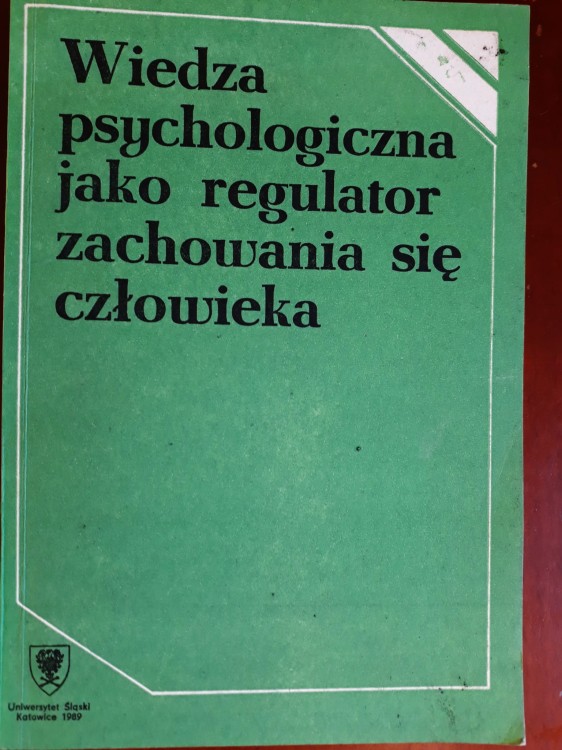 Wiedza
psychologiczna
jako regulator
zachowania się
człowieka
Uniwersytet Śląski
Katowice 1989